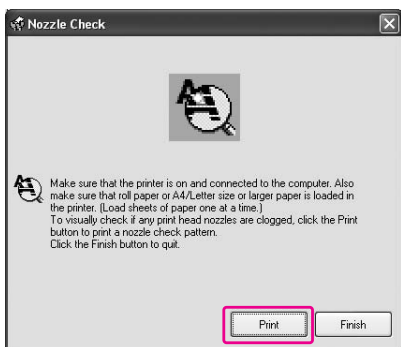 Nozzle Check
Make sure that the printer is on and connected to the computer. Also
make sure that roll paper or A4/Letter size or larger paper is loaded in
the printer. (Load sheets of paper one at a time.)
To visually check if any print head nozzles are clogged, click the Print
button to print a nozzle check pattern.
Click the Finish button to quit.
Print
Finish